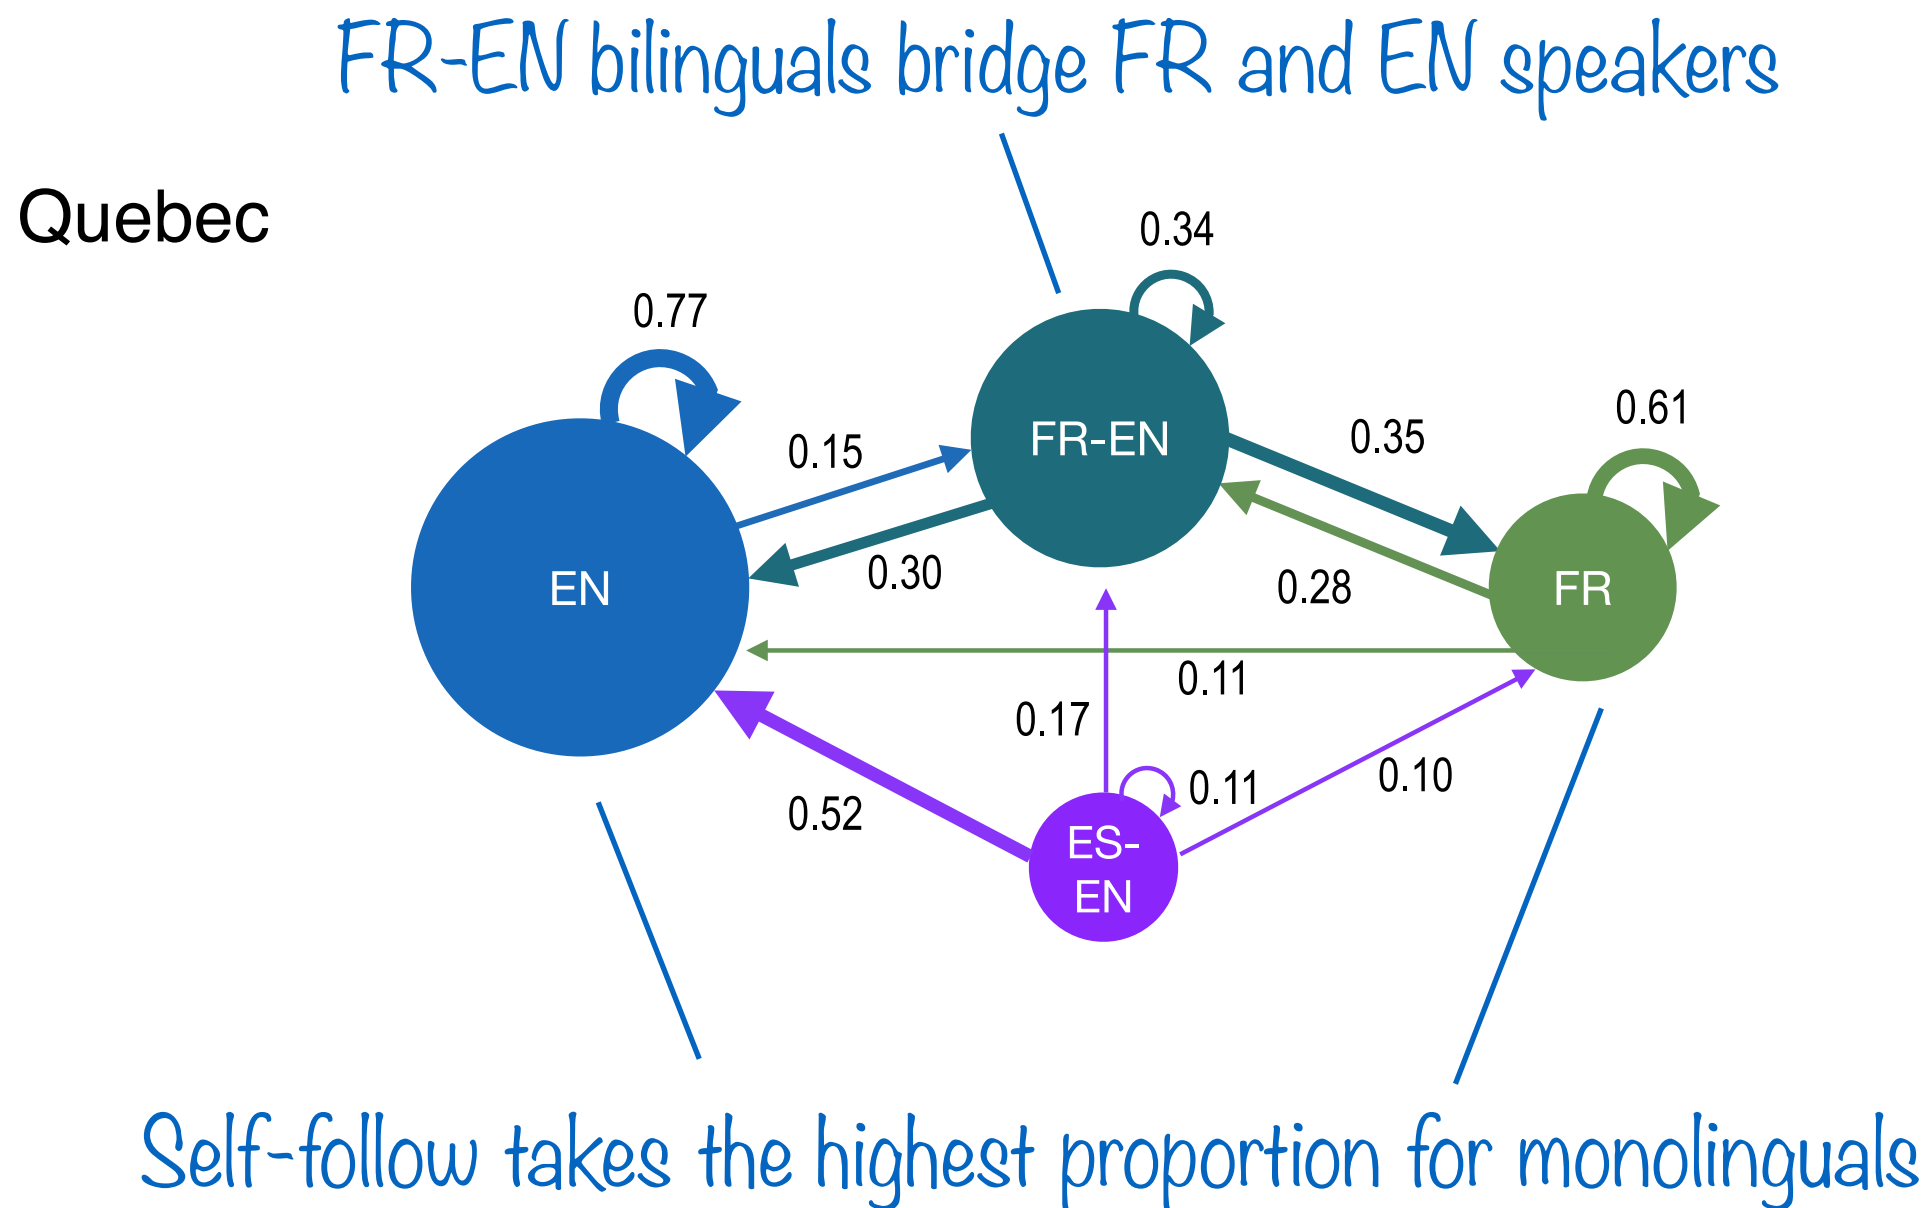 FR-EN bilinguals bridge FR and EN speakers
Quebec
0.34
0.77
0.61
0.15
FR-EN
0.35
0.30
0.28
EN
FR
0.11
0.17
0.11
0.10
0.52
ES-
EN
Self-follow takes the highest proportion for monolinguals